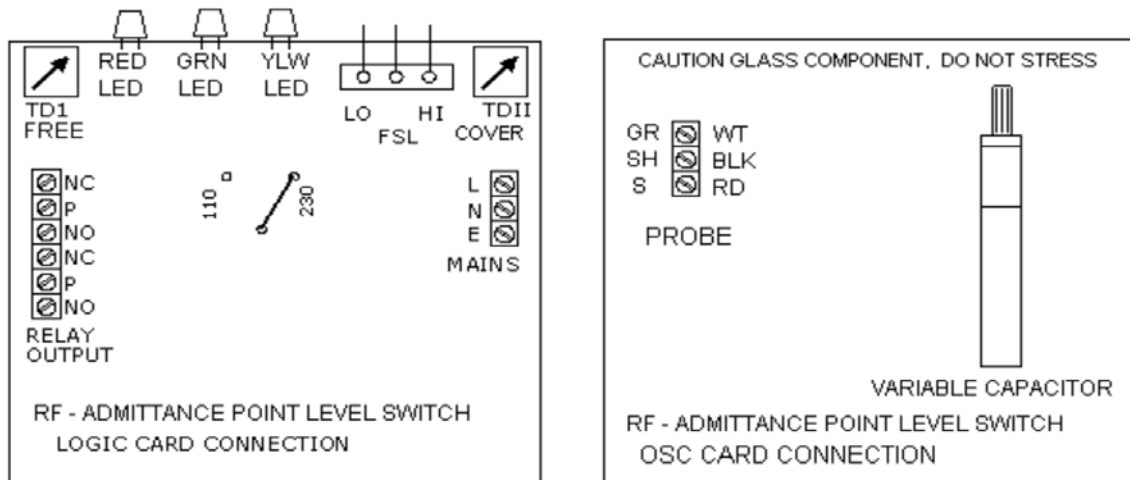 RED GRN YLW
LED LED LED
TD1
FREE
LO HI
FSL
TDII
COVER
NC
P
NO
NC
P
NO
RELAY
OUTPUT
110
230
L
N
E
MAINS
RF - ADMITTANCE POINT LEVEL SWITCH
LOGIC CARD CONNECTION
CAUTION GLASS COMPONENT, DO NOT STRESS
GR WT
SH BLK
S RD
PROBE
VARIABLE CAPACITOR
RF - ADMITTANCE POINT LEVEL SWITCH
OSC CARD CONNECTION